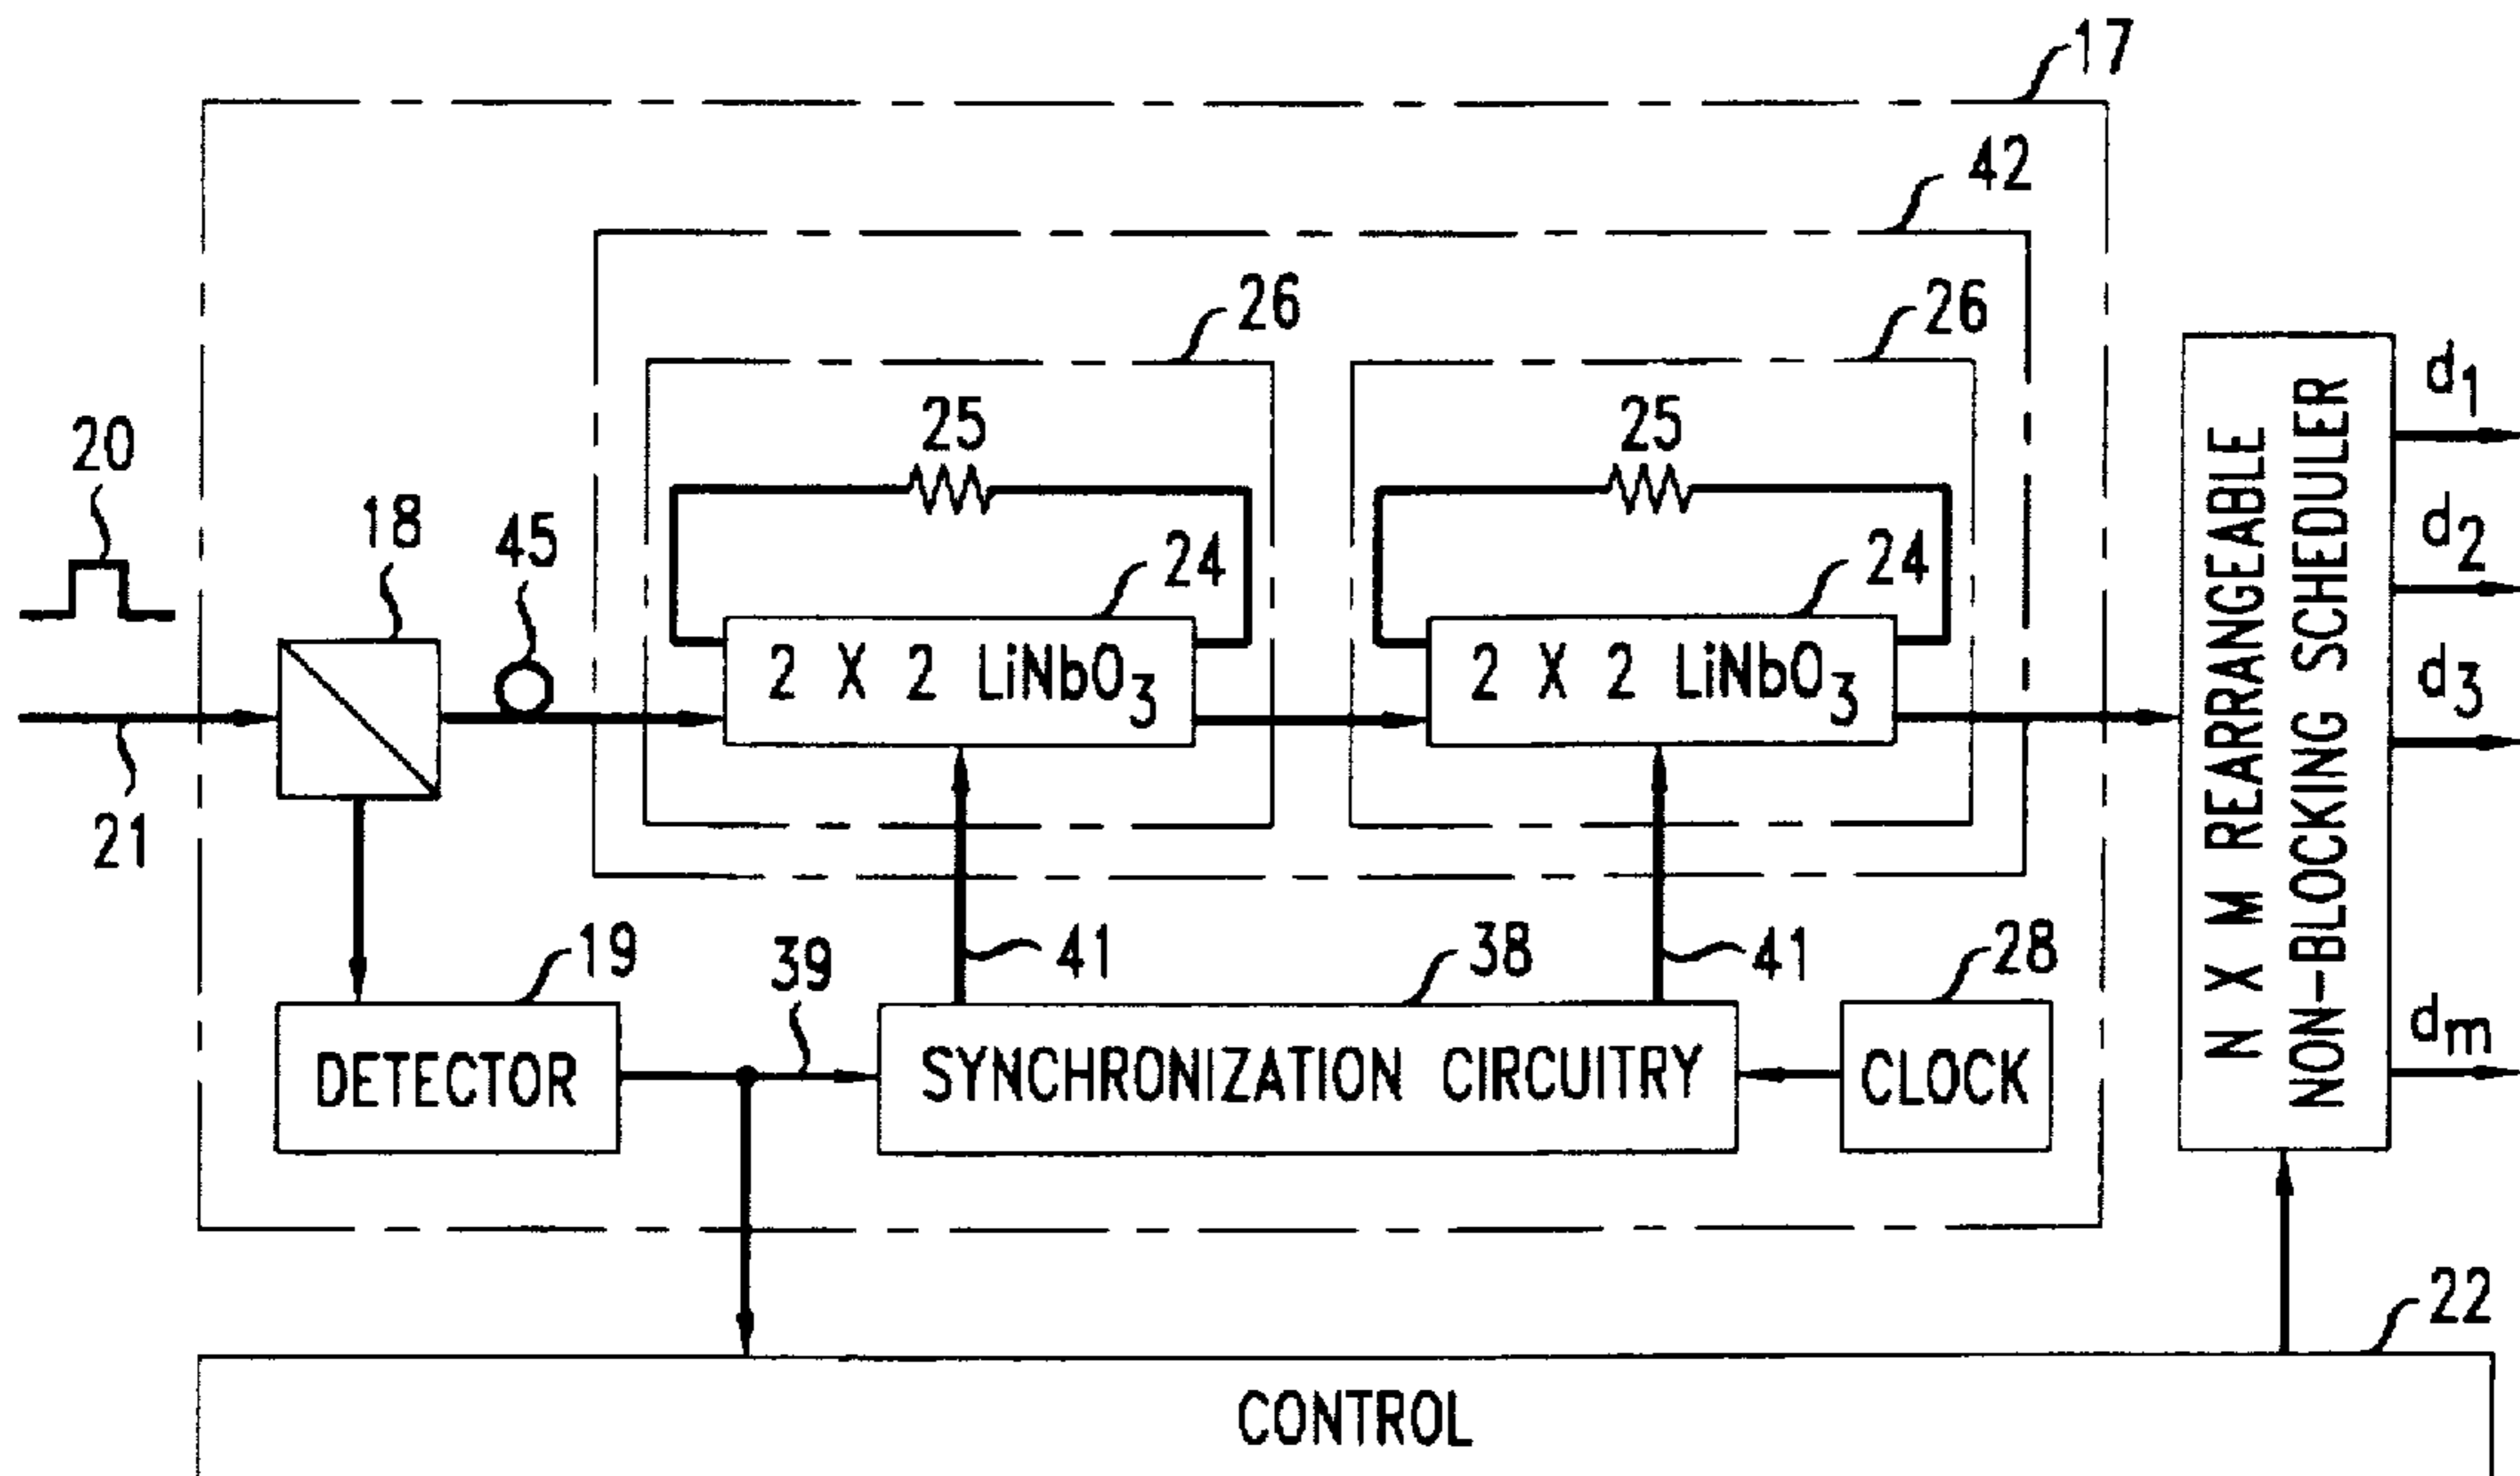 17
42
26
26
25
25
20
18
45
24
24
2 X 2 LiNbO3
2 X 2 LiNbO3
21
19
39
41
38
41
28
DETECTOR
SYNCHRONIZATION CIRCUITRY
CLOCK
N X M REARRANGEABLE
NON-BLOCKING SCHEDULER
d1
d2
d3
dm
22
CONTROL